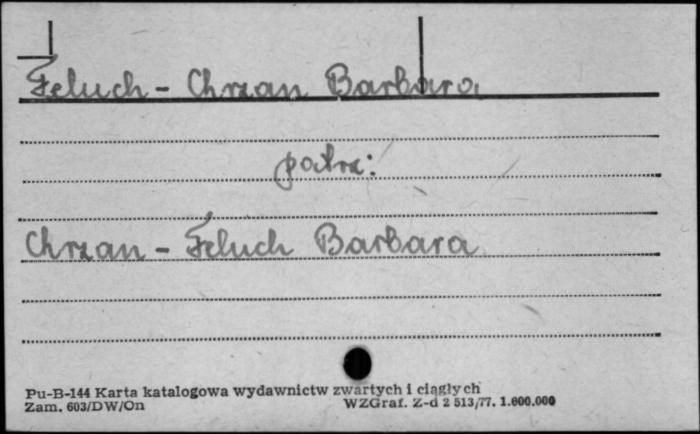 Feluch - Chrzan Barbara
patrz:
Chrzan - Feluch Barbara
Pu-B-144 Karta katalogowa wydawnictw zwartych i ciągłych
Zam. 603/DW/On WZGraf. Z-d 2 513/77. 1.600.000